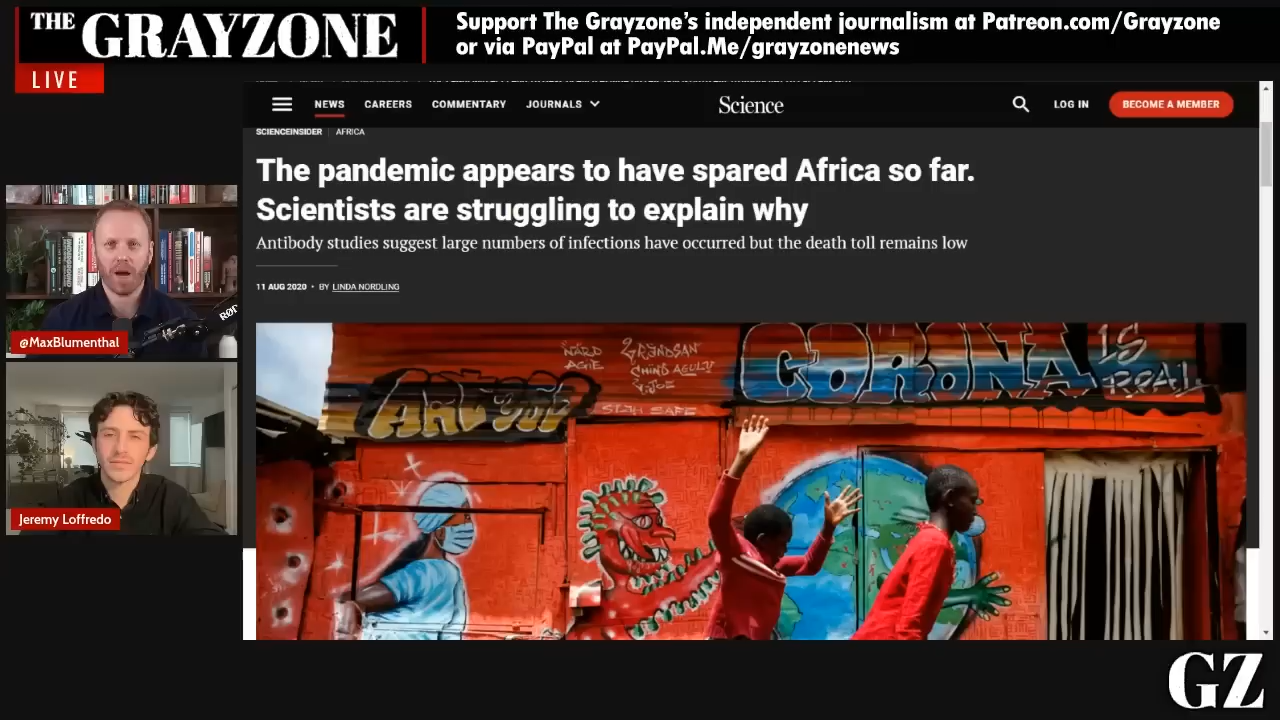 THE GRAYZONE
LIVE
Support The Grayzone's independent journalism at Patreon.com/Grayzone
or via PayPal at PayPal.Me/grayzonenews
NEWS CAREERS COMMENTARY JOURNALS Science LOG IN BECOME A MEMBER
SCIENCEINSIDER AFRICA
The pandemic appears to have spared Africa so far.
Scientists are struggling to explain why
Antibody studies suggest large numbers of infections have occurred but the death toll remains low
11 AUG 2020 • BY LINDA NORDLING
CORONA IS REAL
STAY SAFE
RØD
@MaxBlumenthal
Jeremy Loffredo
GZ